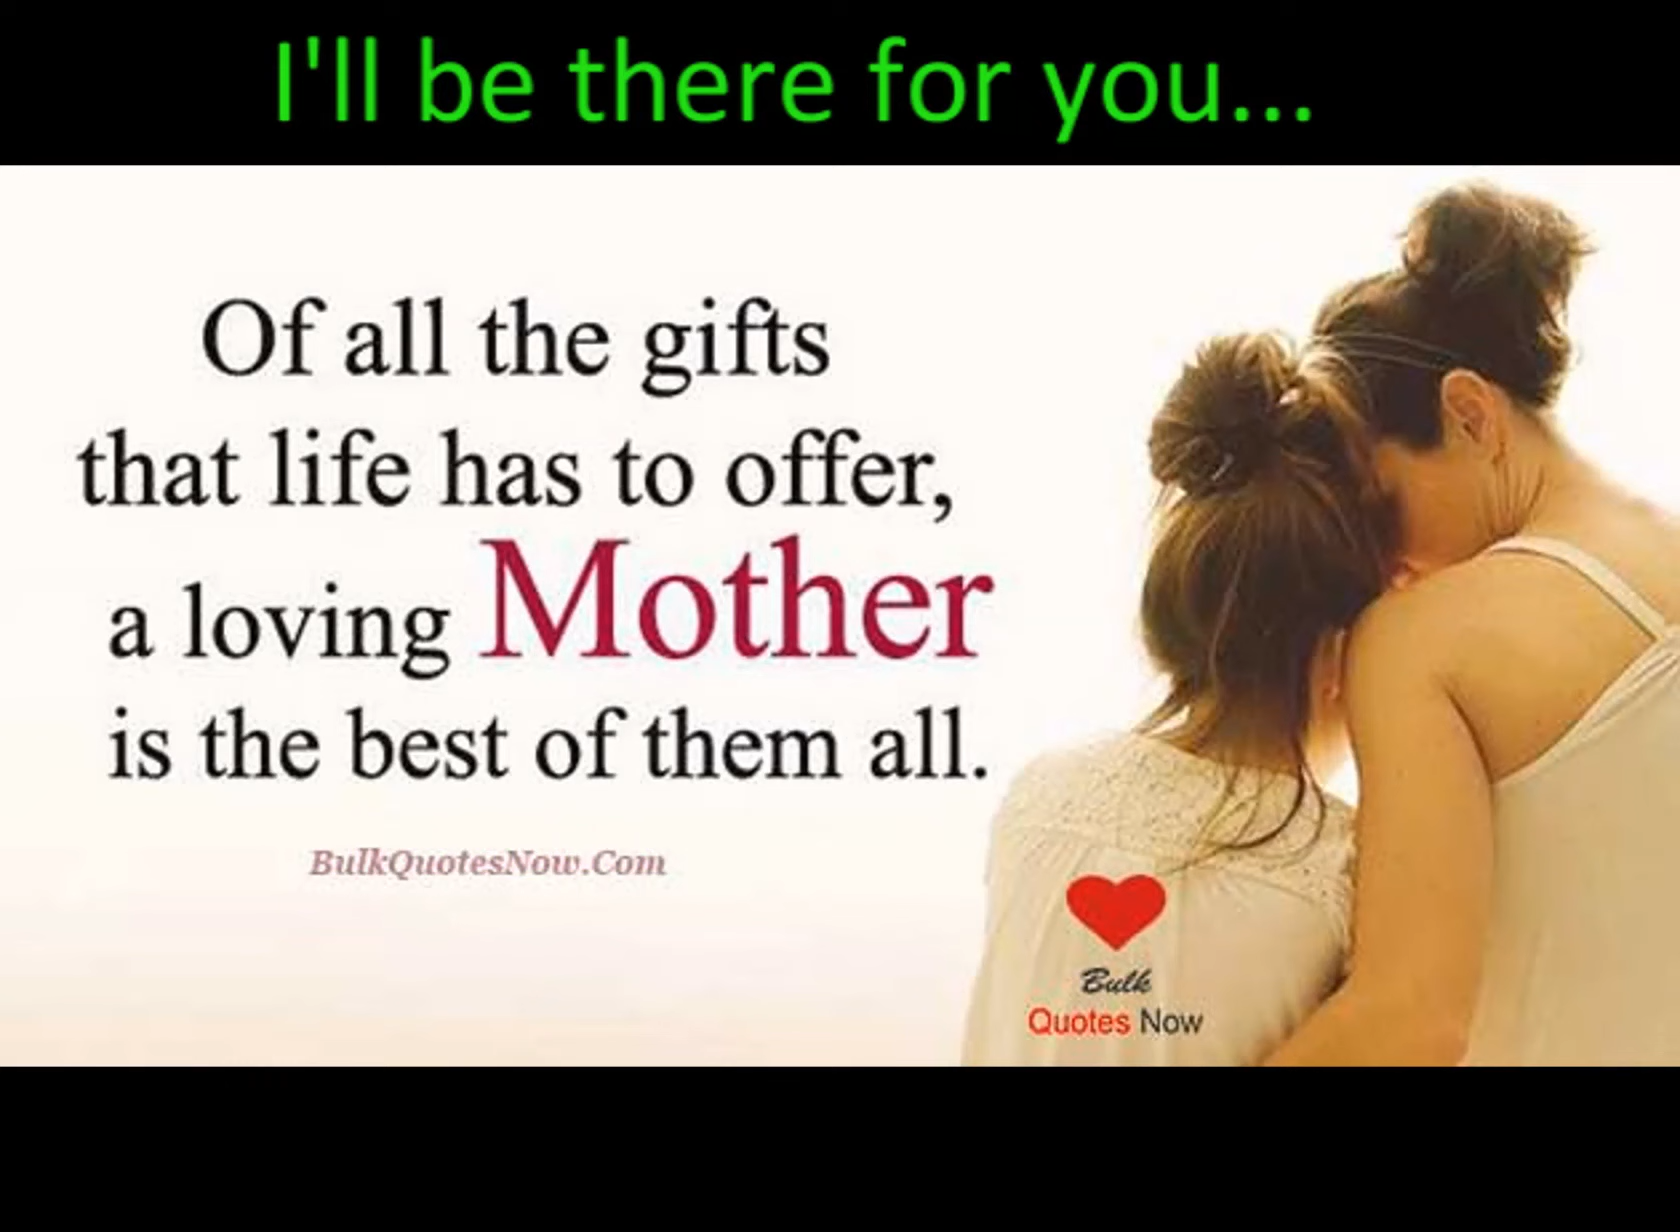 I'll be there for you...
Of all the gifts
that life has to offer,
a loving Mother
is the best of them all.
BulkQuotesNow.Com
Bulk
Quotes Now